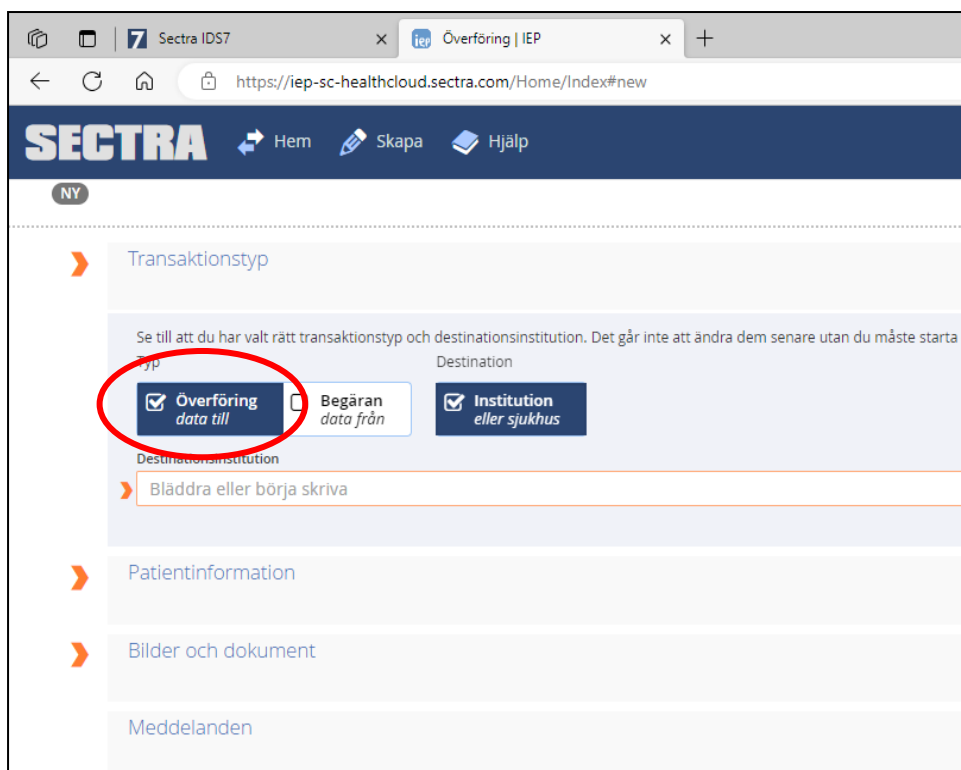 Sectra IDS7
iep Överföring | IEP
https://iep-sc-healthcloud.sectra.com/Home/Index#new
SECTRA Hem Skapa Hjälp
NY
Transaktionstyp
Se till att du har valt rätt transaktionstyp och destinationsinstitution. Det går inte att ändra dem senare utan du måste starta
Typ Destination
Överföring Begäran Institution
data till data från eller sjukhus
Destinationsinstitution
Bläddra eller börja skriva
Patientinformation
Bilder och dokument
Meddelanden